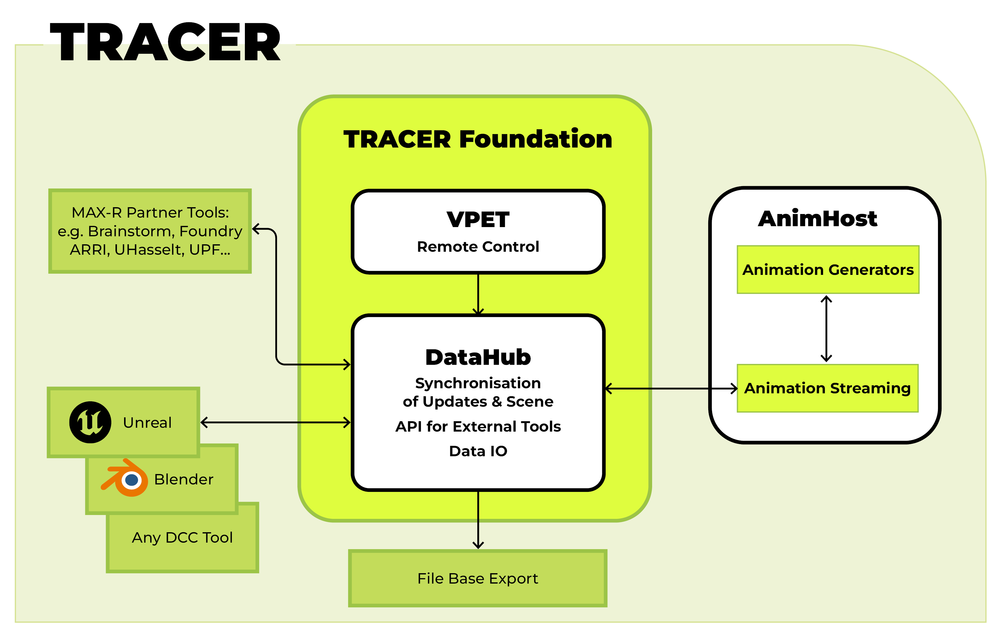 TRACER
TRACER Foundation
MAX-R Partner Tools:
e.g. Brainstorm, Foundry
ARRI, UHasselt, UPF...
VPET
Remote Control
AnimHost
Animation Generators
Animation Streaming
DataHub
Synchronisation
of Updates & Scene
API for External Tools
Data IO
Unreal
Blender
Any DCC Tool
File Base Export